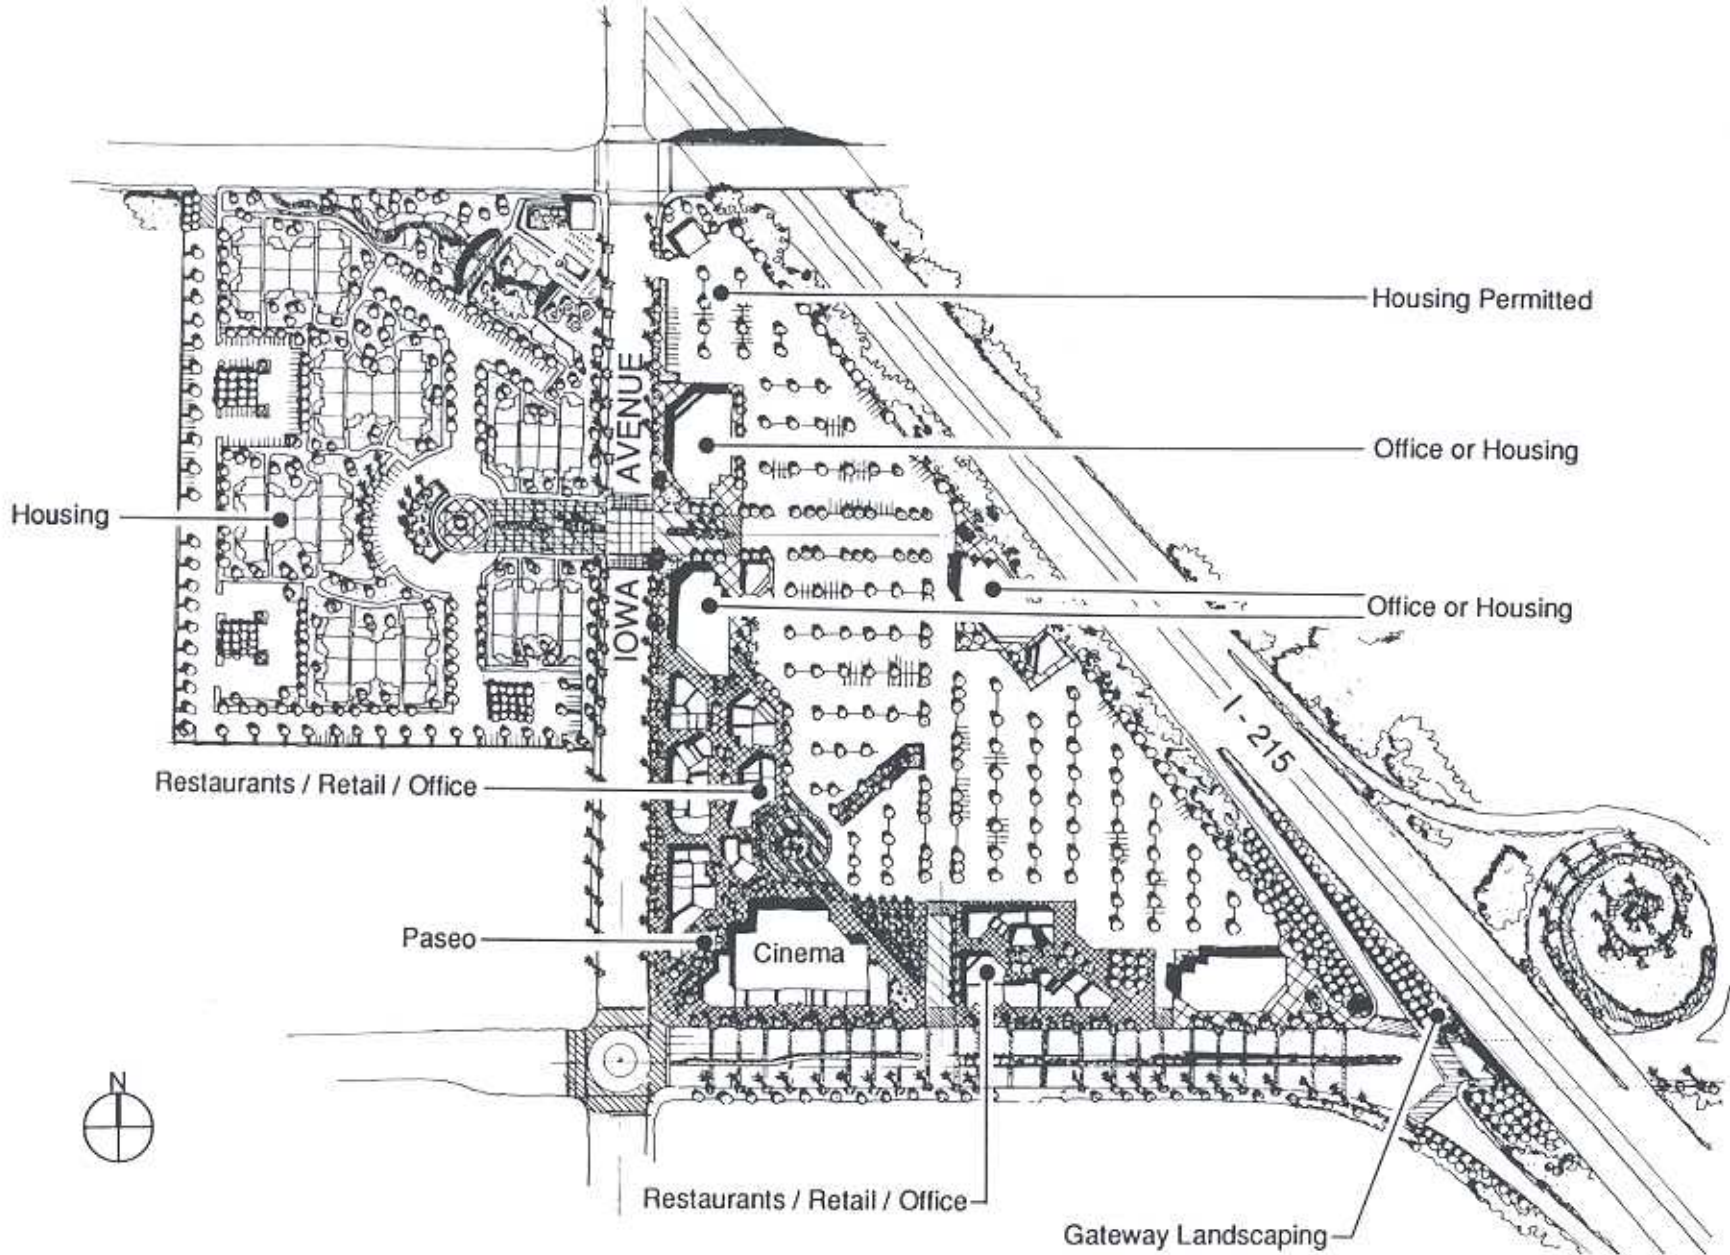 Housing Permitted
AVENUE
Office or Housing
Housing
IOWA
Office or Housing
I - 215
Restaurants / Retail / Office
Paseo
Cinema
N
Restaurants / Retail / Office
Gateway Landscaping